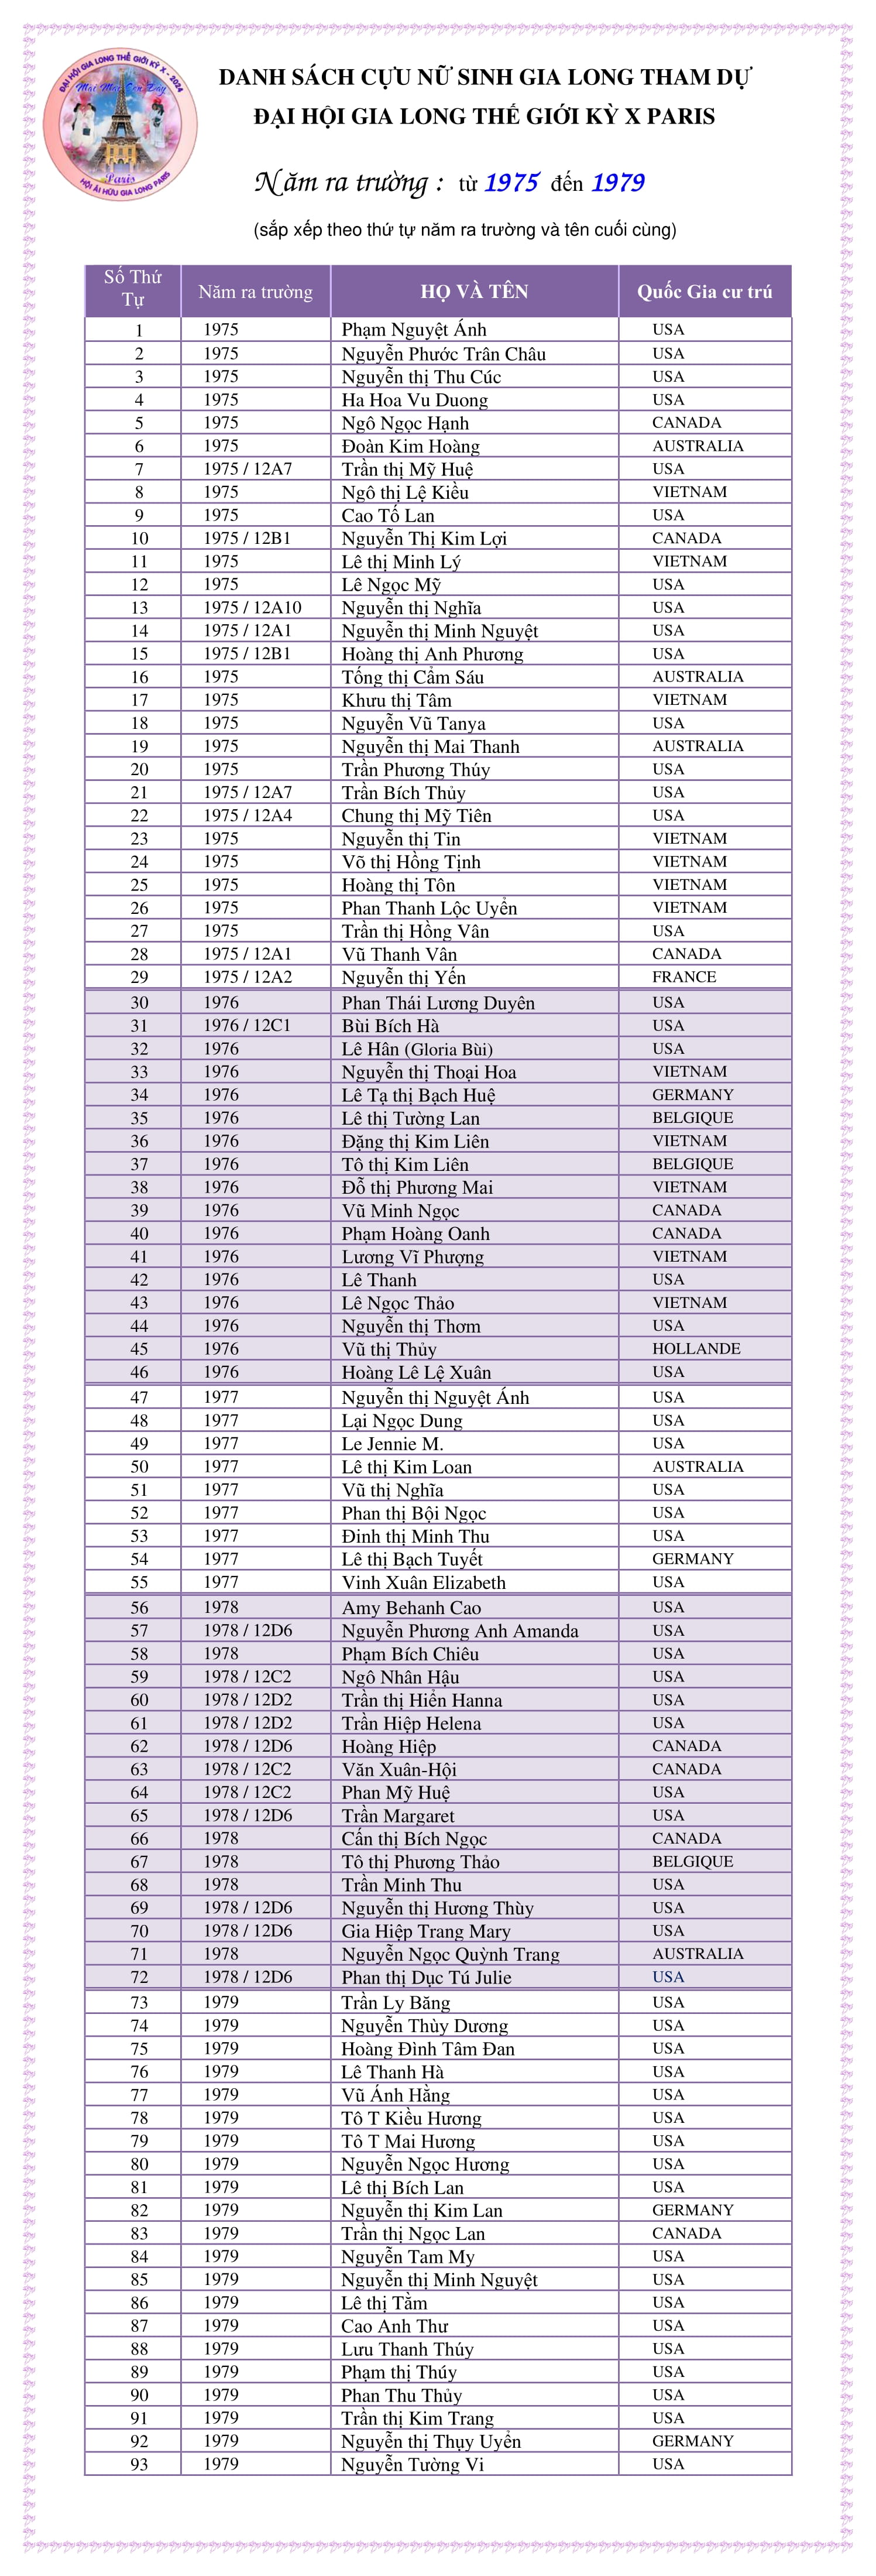 ĐẠI HỘI GIA LONG THẾ GIỚI KỲ X - 2024
Mãi Mãi Còn Đây
Paris
HỘI ÁI HỮU GIA LONG PARIS
DANH SÁCH CỰU NỮ SINH GIA LONG THAM DỰ
ĐẠI HỘI GIA LONG THẾ GIỚI KỲ X PARIS
Năm ra trường : từ 1975 đến 1979
(sắp xếp theo thứ tự năm ra trường và tên cuối cùng)
Số Thứ Tự Năm ra trường HỌ VÀ TÊN Quốc Gia cư trú
1 1975 Phạm Nguyệt Ánh USA
2 1975 Nguyễn Phước Trân Châu USA
3 1975 Nguyễn thị Thu Cúc USA
4 1975 Ha Hoa Vu Duong USA
5 1975 Ngô Ngọc Hạnh CANADA
6 1975 Đoàn Kim Hoàng AUSTRALIA
7 1975 / 12A7 Trần thị Mỹ Huệ USA
8 1975 Ngô thị Lệ Kiều VIETNAM
9 1975 Cao Tố Lan USA
10 1975 / 12B1 Nguyễn Thị Kim Lợi CANADA
11 1975 Lê thị Minh Lý VIETNAM
12 1975 Lê Ngọc Mỹ USA
13 1975 / 12A10 Nguyễn thị Nghĩa USA
14 1975 / 12A1 Nguyễn thị Minh Nguyệt USA
15 1975 / 12B1 Hoàng thị Anh Phương USA
16 1975 Tống thị Cẩm Sáu AUSTRALIA
17 1975 Khưu thị Tâm VIETNAM
18 1975 Nguyễn Vũ Tanya USA
19 1975 Nguyễn thị Mai Thanh AUSTRALIA
20 1975 Trần Phương Thúy USA
21 1975 / 12A7 Trần Bích Thủy USA
22 1975 / 12A4 Chung thị Mỹ Tiên USA
23 1975 Nguyễn thị Tin VIETNAM
24 1975 Võ thị Hồng Tịnh VIETNAM
25 1975 Hoàng thị Tôn VIETNAM
26 1975 Phan Thanh Lộc Uyển VIETNAM
27 1975 Trần thị Hồng Vân USA
28 1975 / 12A1 Vũ Thanh Vân CANADA
29 1975 / 12A2 Nguyễn thị Yến FRANCE
30 1976 Phan Thái Lương Duyên USA
31 1976 / 12C1 Bùi Bích Hà USA
32 1976 Lê Hân (Gloria Bùi) USA
33 1976 Nguyễn thị Thoại Hoa VIETNAM
34 1976 Lê Tạ thị Bạch Huệ GERMANY
35 1976 Lê thị Tường Lan BELGIQUE
36 1976 Đặng thị Kim Liên VIETNAM
37 1976 Tô thị Kim Liên BELGIQUE
38 1976 Đỗ thị Phương Mai VIETNAM
39 1976 Vũ Minh Ngọc CANADA
40 1976 Phạm Hoàng Oanh CANADA
41 1976 Lương Vĩ Phượng VIETNAM
42 1976 Lê Thanh USA
43 1976 Lê Ngọc Thảo VIETNAM
44 1976 Nguyễn thị Thơm USA
45 1976 Vũ thị Thủy HOLLANDE
46 1976 Hoàng Lê Lệ Xuân USA
47 1977 Nguyễn thị Nguyệt Ánh USA
48 1977 Lại Ngọc Dung USA
49 1977 Le Jennie M. USA
50 1977 Lê thị Kim Loan AUSTRALIA
51 1977 Vũ thị Nghĩa USA
52 1977 Phan thị Bội Ngọc USA
53 1977 Đinh thị Minh Thu USA
54 1977 Lê thị Bạch Tuyết GERMANY
55 1977 Vinh Xuân Elizabeth USA
56 1978 Amy Behanh Cao USA
57 1978 / 12D6 Nguyễn Phương Anh Amanda USA
58 1978 Phạm Bích Chiêu USA
59 1978 / 12C2 Ngô Nhân Hậu USA
60 1978 / 12D2 Trần thị Hiển Hanna USA
61 1978 / 12D2 Trần Hiệp Helena USA
62 1978 / 12D6 Hoàng Hiệp CANADA
63 1978 / 12C2 Văn Xuân-Hội CANADA
64 1978 / 12C2 Phan Mỹ Huệ USA
65 1978 / 12D6 Trần Margaret USA
66 1978 Cấn thị Bích Ngọc CANADA
67 1978 Tô thị Phương Thảo BELGIQUE
68 1978 Trần Minh Thu USA
69 1978 / 12D6 Nguyễn thị Hương Thùy USA
70 1978 / 12D6 Gia Hiệp Trang Mary USA
71 1978 Nguyễn Ngọc Quỳnh Trang AUSTRALIA
72 1978 / 12D6 Phan thị Dục Tú Julie USA
73 1979 Trần Ly Băng USA
74 1979 Nguyễn Thùy Dương USA
75 1979 Hoàng Đình Tâm Đan USA
76 1979 Lê Thanh Hà USA
77 1979 Vũ Ánh Hằng USA
78 1979 Tô T Kiều Hương USA
79 1979 Tô T Mai Hương USA
80 1979 Nguyễn Ngọc Hương USA
81 1979 Lê thị Bích Lan USA
82 1979 Nguyễn thị Kim Lan GERMANY
83 1979 Trần thị Ngọc Lan CANADA
84 1979 Nguyễn Tam My USA
85 1979 Nguyễn thị Minh Nguyệt USA
86 1979 Lê thị Tằm USA
87 1979 Cao Anh Thư USA
88 1979 Lưu Thanh Thúy USA
89 1979 Phạm thị Thúy USA
90 1979 Phan Thu Thủy USA
91 1979 Trần thị Kim Trang USA
92 1979 Nguyễn thị Thụy Uyển GERMANY
93 1979 Nguyễn Tường Vi USA